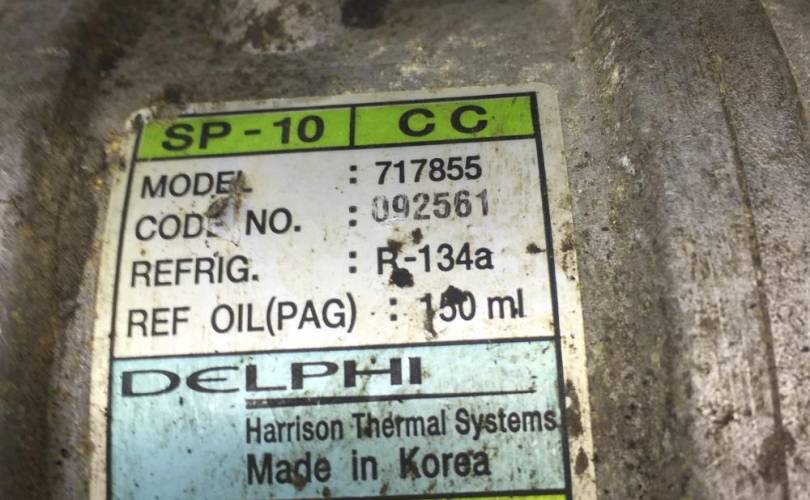 SP-10 CC
MODEL : 717855
CODE NO. : 092561
REFRIG. : R-134a
REF OIL(PAG) : 150 ml
DELPHI
Harrison Thermal Systems
Made in Korea